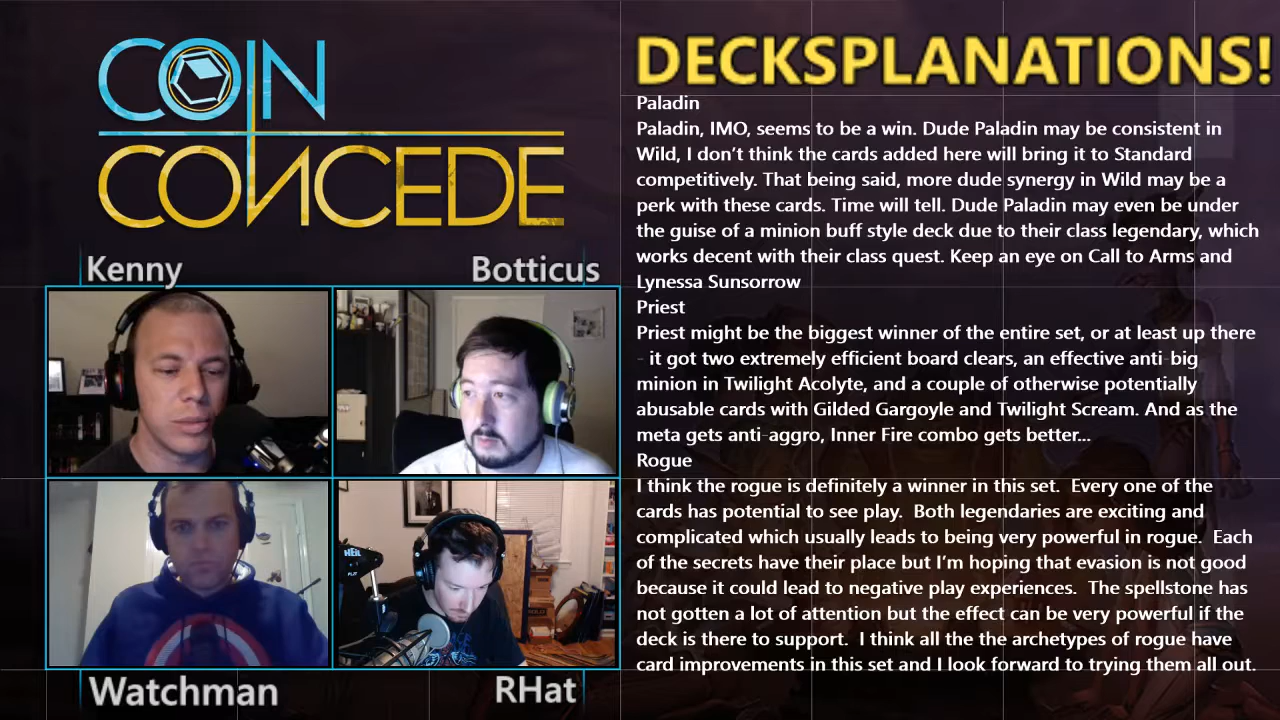 COIN
CONCEDE
Kenny
Botticus
Watchman
RHat
DECKSPLANATIONS!
Paladin
Paladin, IMO, seems to be a win. Dude Paladin may be consistent in
Wild, I don't think the cards added here will bring it to Standard
competitively. That being said, more dude synergy in Wild may be a
perk with these cards. Time will tell. Dude Paladin may even be under
the guise of a minion buff style deck due to their class legendary, which
works decent with their class quest. Keep an eye on Call to Arms and
Lynessa Sunsorrow
Priest
Priest might be the biggest winner of the entire set, or at least up there
- it got two extremely efficient board clears, an effective anti-big
minion in Twilight Acolyte, and a couple of otherwise potentially
abusable cards with Gilded Gargoyle and Twilight Scream. And as the
meta gets anti-aggro, Inner Fire combo gets better...
Rogue
I think the rogue is definitely a winner in this set.  Every one of the
cards has potential to see play.  Both legendaries are exciting and
complicated which usually leads to being very powerful in rogue.  Each
of the secrets have their place but I'm hoping that evasion is not good
because it could lead to negative play experiences.  The spellstone has
not gotten a lot of attention but the effect can be very powerful if the
deck is there to support.  I think all the the archetypes of rogue have
card improvements in this set and I look forward to trying them all out.